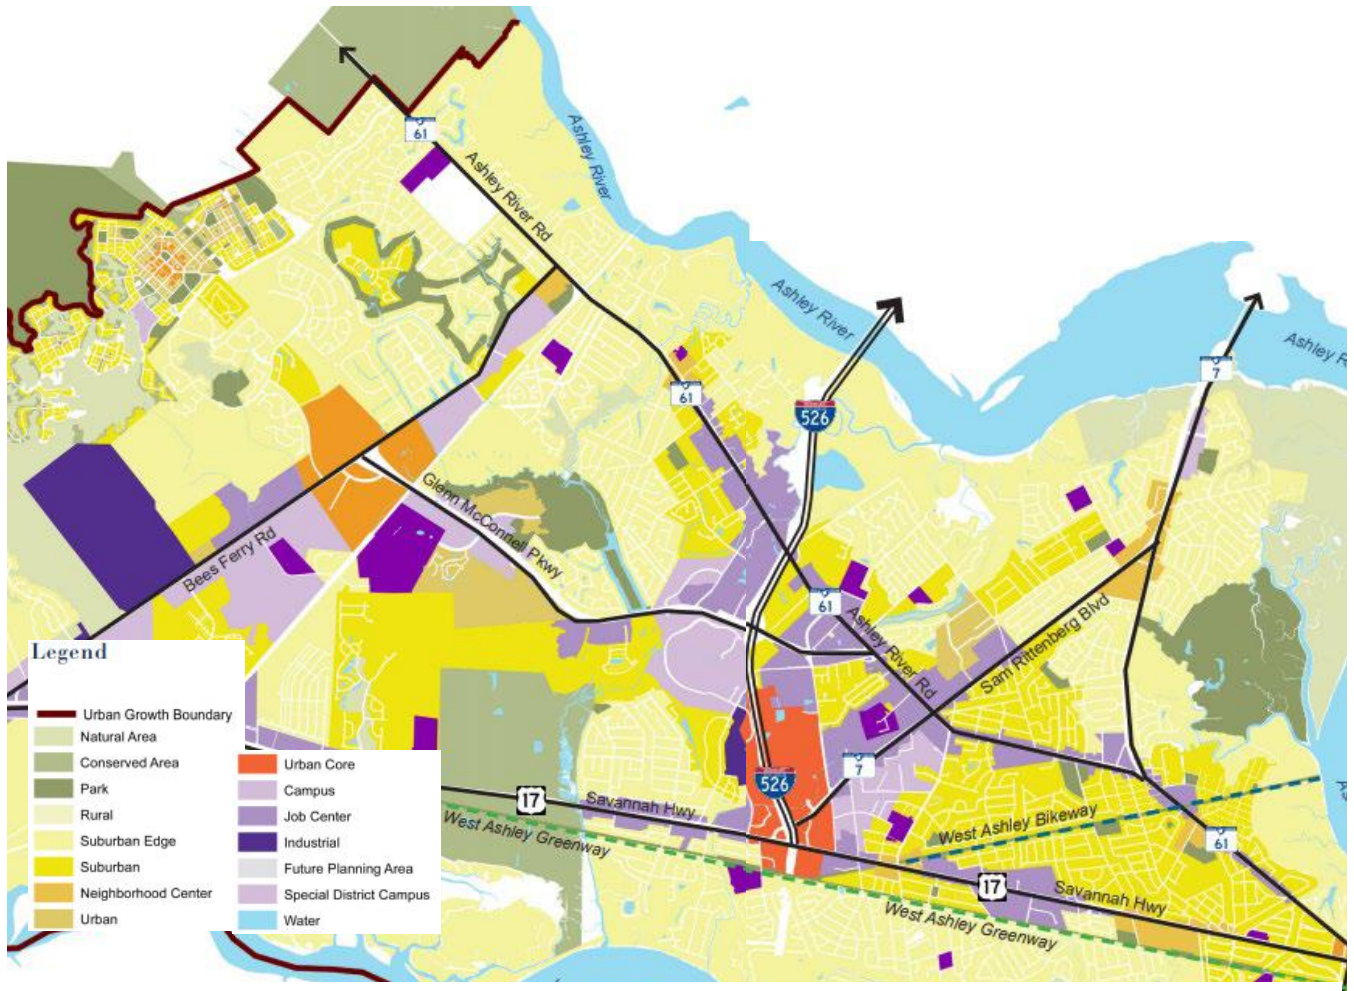 61
Ashley River Rd
Ashley River
Ashley River
7
Ashley
61
526
Glenn McConnell Pkwy
Bees Ferry Rd
61
Ashley River Rd
Sam Rittenberg Blvd
7
526
17
Savannah Hwy
West Ashley Greenway
West Ashley Bikeway
61
17
Savannah Hwy
West Ashley Greenway
Legend
Urban Growth Boundary
Natural Area
Conserved Area
Park
Rural
Suburban Edge
Suburban
Neighborhood Center
Urban
Urban Core
Campus
Job Center
Industrial
Future Planning Area
Special District Campus
Water